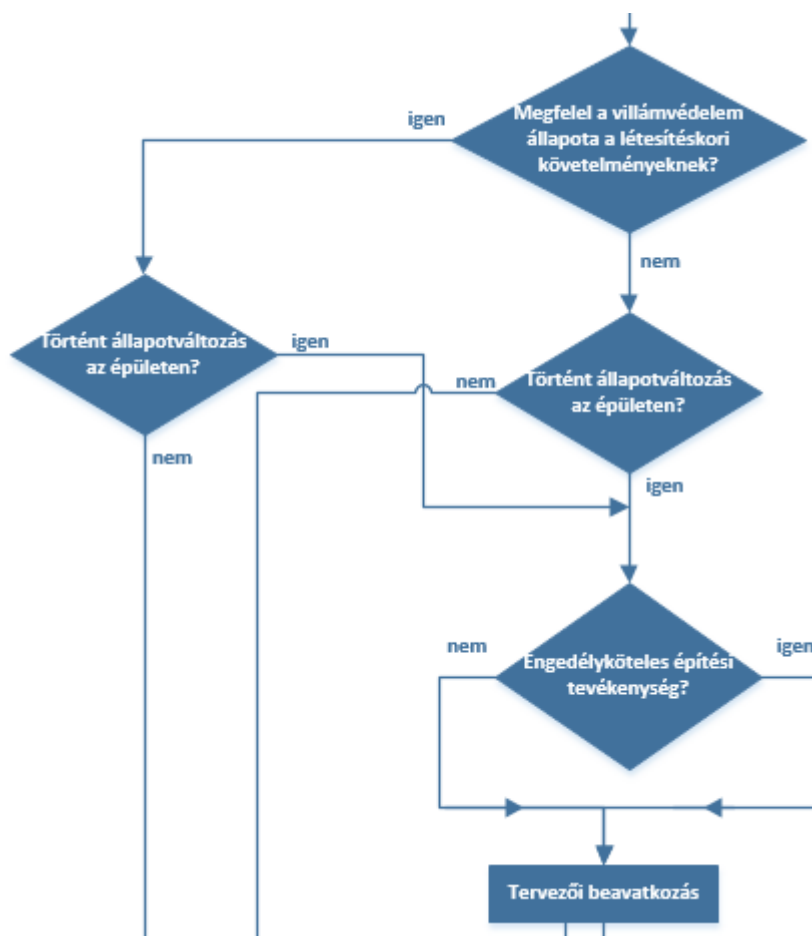 Megfelel a villámvédelem
állapota a létesítéskori
követelményeknek?
igen
nem
Történt állapotváltozás
az épületen?
igen
nem
Történt állapotváltozás
az épületen?
nem
igen
Engedélyköteles építési
tevékenység?
nem
igen
Tervezői beavatkozás